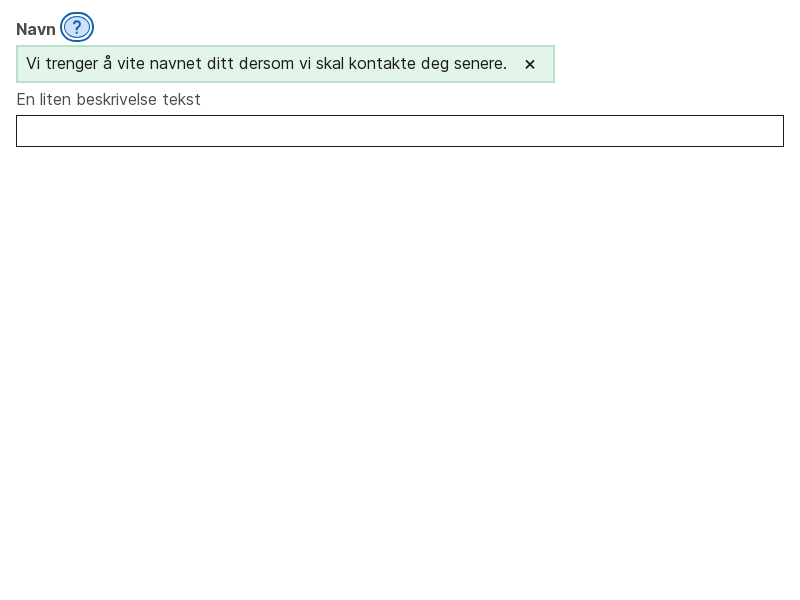 Navn ?
Vi trenger å vite navnet ditt dersom vi skal kontakte deg senere. ×
En liten beskrivelse tekst